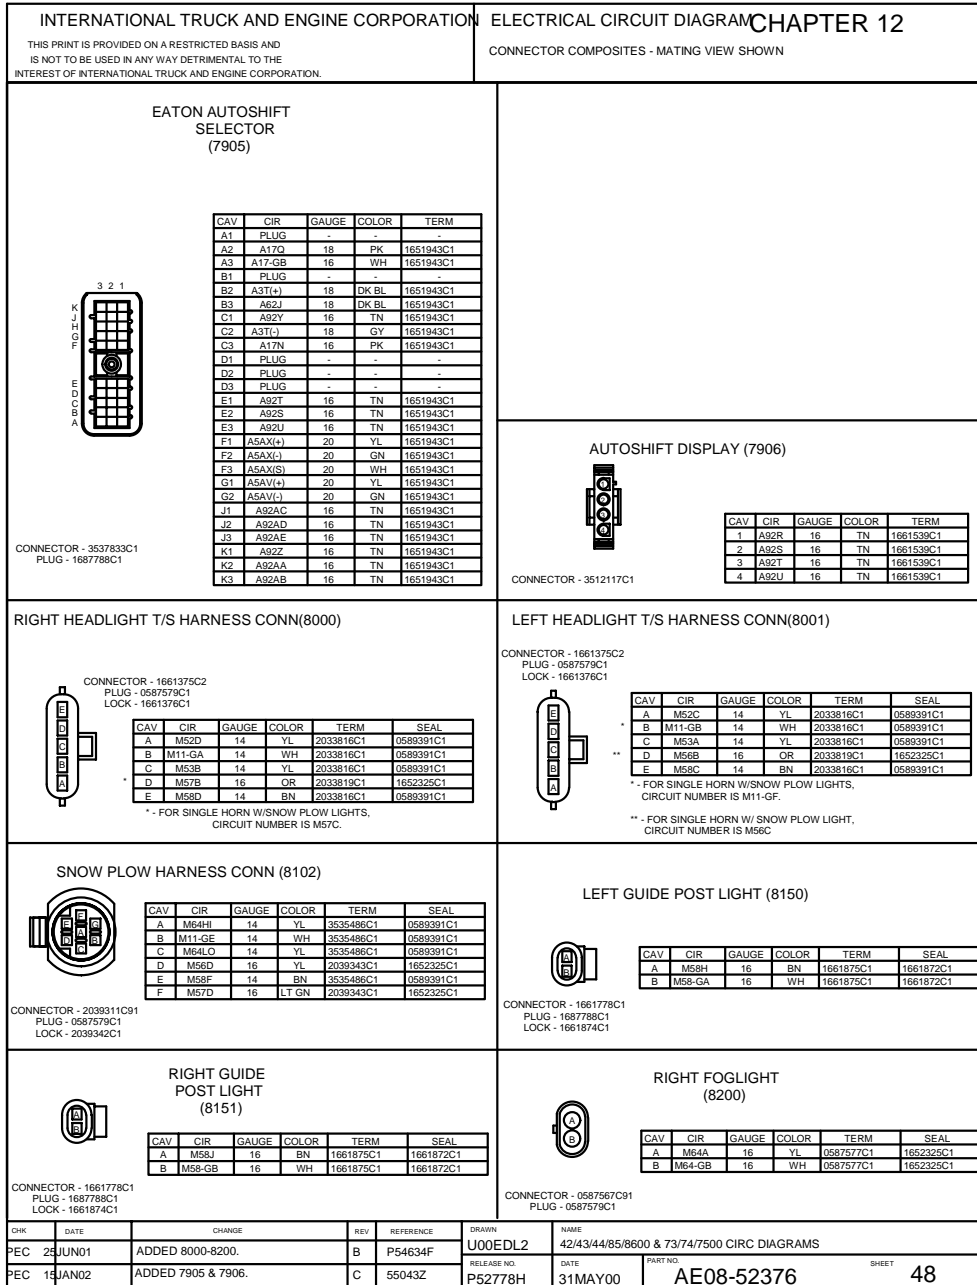 INTERNATIONAL TRUCK AND ENGINE CORPORATION
THIS PRINT IS PROVIDED ON A RESTRICTED BASIS AND
IS NOT TO BE USED IN ANY WAY DETRIMENTAL TO THE
INTEREST OF INTERNATIONAL TRUCK AND ENGINE CORPORATION.
ELECTRICAL CIRCUIT DIAGRAM CHAPTER 12
CONNECTOR COMPOSITES - MATING VIEW SHOWN
EATON AUTOSHIFT
SELECTOR
(7905)
3 2 1
K
J
H
G
F
E
D
C
B
A
CONNECTOR - 3537833C1
PLUG - 1687788C1
CAV CIR GAUGE COLOR TERM
A1 PLUG - - -
A2 A17Q 18 PK 1651943C1
A3 A17-GB 16 WH 1651943C1
B1 PLUG - - -
B2 A3T(+) 18 DK BL 1651943C1
B3 A62J 18 DK BL 1651943C1
C1 A92Y 16 TN 1651943C1
C2 A3T(-) 18 GY 1651943C1
C3 A17N 16 PK 1651943C1
D1 PLUG - - -
D2 PLUG - - -
D3 PLUG - - -
E1 A92T 16 TN 1651943C1
E2 A92S 16 TN 1651943C1
E3 A92U 16 TN 1651943C1
F1 A5AX(+) 20 YL 1651943C1
F2 A5AX(-) 20 GN 1651943C1
F3 A5AX(S) 20 WH 1651943C1
G1 A5AV(+) 20 YL 1651943C1
G2 A5AV(-) 20 GN 1651943C1
J1 A92AC 16 TN 1651943C1
J2 A92AD 16 TN 1651943C1
J3 A92AE 16 TN 1651943C1
K1 A92Z 16 TN 1651943C1
K2 A92AA 16 TN 1651943C1
K3 A92AB 16 TN 1651943C1
AUTOSHIFT DISPLAY (7906)
1
2
3
4
CONNECTOR - 3512117C1
CAV CIR GAUGE COLOR TERM
1 A92R 16 TN 1661539C1
2 A92S 16 TN 1661539C1
3 A92T 16 TN 1661539C1
4 A92U 16 TN 1661539C1
RIGHT HEADLIGHT T/S HARNESS CONN(8000)
CONNECTOR - 1661375C2
PLUG - 0587579C1
LOCK - 1661376C1
E
D
C
B
A
CAV CIR GAUGE COLOR TERM SEAL
A M52D 14 YL 2033816C1 0589391C1
B M11-GA 14 WH 2033816C1 0589391C1
C M53B 14 YL 2033816C1 0589391C1
* D M57B 16 OR 2033819C1 1652325C1
E M58D 14 BN 2033816C1 0589391C1
* - FOR SINGLE HORN W/SNOW PLOW LIGHTS,
CIRCUIT NUMBER IS M57C.
LEFT HEADLIGHT T/S HARNESS CONN(8001)
CONNECTOR - 1661375C2
PLUG - 0587579C1
LOCK - 1661376C1
E
D
C
B
A
CAV CIR GAUGE COLOR TERM SEAL
A M52C 14 YL 2033816C1 0589391C1
* B M11-GB 14 WH 2033816C1 0589391C1
C M53A 14 YL 2033816C1 0589391C1
** D M56B 16 OR 2033819C1 1652325C1
E M58C 14 BN 2033816C1 0589391C1
* - FOR SINGLE HORN W/SNOW PLOW LIGHTS,
CIRCUIT NUMBER IS M11-GF.
** - FOR SINGLE HORN W/ SNOW PLOW LIGHT,
CIRCUIT NUMBER IS M56C
SNOW PLOW HARNESS CONN (8102)
F
E G
A
D B
C
CONNECTOR - 2039311C91
PLUG - 0587579C1
LOCK - 2039342C1
CAV CIR GAUGE COLOR TERM SEAL
A M64HI 14 YL 3535486C1 0589391C1
B M11-GE 14 WH 3535486C1 0589391C1
C M64LO 14 YL 3535486C1 0589391C1
D M56D 16 YL 2039343C1 1652325C1
E M58F 14 BN 3535486C1 0589391C1
F M57D 16 LT GN 2039343C1 1652325C1
LEFT GUIDE POST LIGHT (8150)
A
B
CONNECTOR - 1661778C1
PLUG - 1687788C1
LOCK - 1661874C1
CAV CIR GAUGE COLOR TERM SEAL
A M58H 16 BN 1661875C1 1661872C1
B M58-GA 16 WH 1661875C1 1661872C1
RIGHT GUIDE
POST LIGHT
(8151)
A
B
CONNECTOR - 1661778C1
PLUG - 1687788C1
LOCK - 1661874C1
CAV CIR GAUGE COLOR TERM SEAL
A M58J 16 BN 1661875C1 1661872C1
B M58-GB 16 WH 1661875C1 1661872C1
RIGHT FOGLIGHT
(8200)
A
B
CONNECTOR - 0587567C91
PLUG - 0587579C1
CAV CIR GAUGE COLOR TERM SEAL
A M64A 16 YL 0587577C1 1652325C1
B M64-GB 16 WH 0587577C1 1652325C1
CHK DATE CHANGE REV REFERENCE
PEC 25JUN01 ADDED 8000-8200. B P54634F
PEC 15JAN02 ADDED 7905 & 7906. C 55043Z
DRAWN
U00EDL2
NAME
42/43/44/85/8600 & 73/74/7500 CIRC DIAGRAMS
RELEASE NO.
P52778H
DATE
31MAY00
PART NO.
AE08-52376
SHEET
48